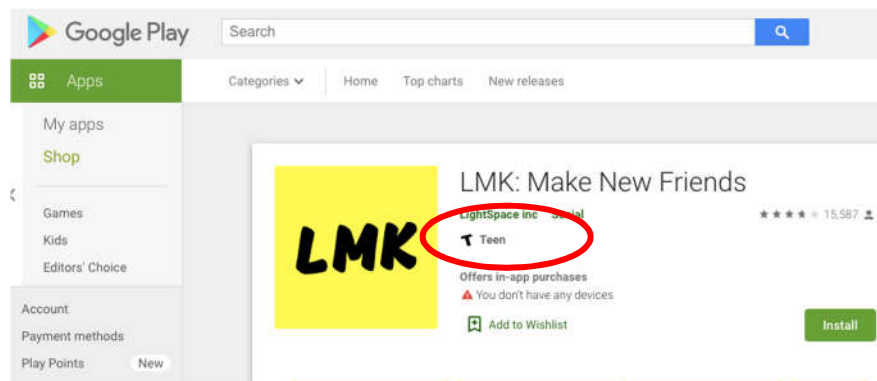 Google Play
Search
Apps
Categories
Home
Top charts
New releases
My apps
Shop
Games
Kids
Editors' Choice
Account
Payment methods
Play Points
New
LMK
LMK: Make New Friends
LightSpace inc
Social
15,587
T Teen
Offers in-app purchases
You don't have any devices
Add to Wishlist
Install